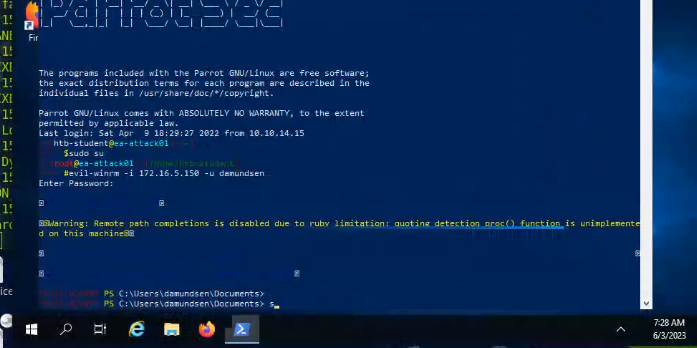 The programs included with the Parrot GNU/Linux are free software;
the exact distribution terms for each program are described in the
individual files in /usr/share/doc/*/copyright.
Parrot GNU/Linux comes with ABSOLUTELY NO WARRANTY, to the extent
permitted by applicable law.
Last login: Sat Apr  9 18:29:27 2022 from 10.10.14.15
htb-student@ea-attack01
$sudo su
root@ea-attack01 /home/htb-student
#evil-winrm -i 172.16.5.150 -u damundsen
Enter Password:
Warning: Remote path completions is disabled due to ruby limitation: quoting_detection_proc() function is unimplemente
d on this machine
PS C:\Users\damundsen\Documents>
PS C:\Users\damundsen\Documents> s_
7:28 AM
6/3/2023